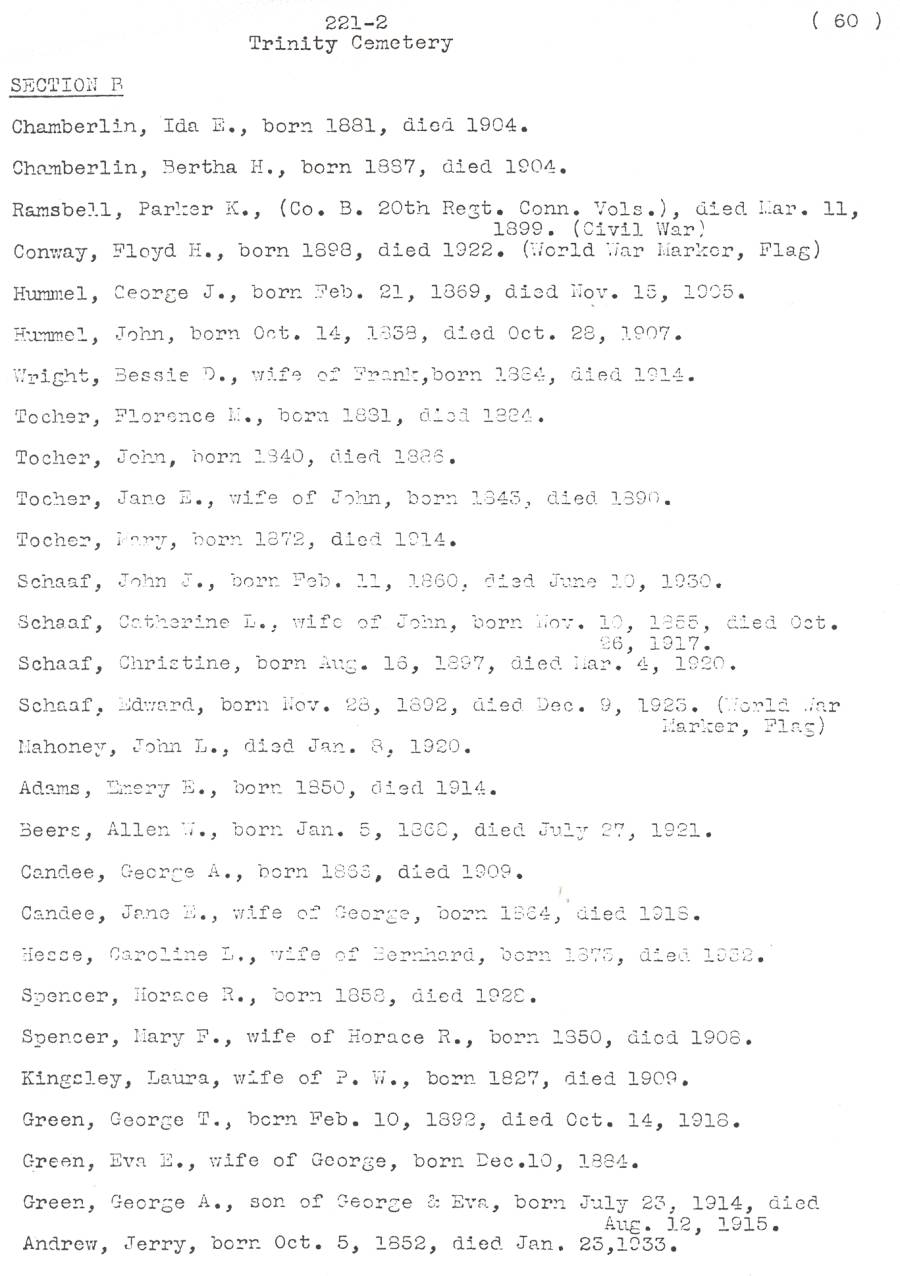 221-2
( 60 )
Trinity Cemetery
SECTION B
Chamberlin, Ida E., born 1881, died 1904.
Chamberlin, Bertha H., born 1887, died 1904.
Ramsbell, Parker K., (Co. B. 20th Regt. Conn. Vols.), died Mar. 11,
1899. (Civil War)
Conway, Floyd H., born 1898, died 1922. (World War Marker, Flag)
Hummel, George J., born Feb. 21, 1869, died Nov. 15, 1905.
Hummel, John, born Oct. 14, 1838, died Oct. 28, 1907.
Wright, Bessie D., wife of Frank,born 1884, died 1914.
Tocher, Florence M., born 1881, died 1884.
Tocher, John, born 1840, died 1886.
Tocher, Jane E., wife of John, born 1843, died 1890.
Tocher, Mary, born 1872, died 1914.
Schaaf, John J., born Feb. 11, 1860, died June 10, 1930.
Schaaf, Catherine L., wife of John, born Nov. 10, 1855, died Oct.
26, 1917.
Schaaf, Christine, born Aug. 16, 1897, died Mar. 4, 1920.
Schaaf, Edward, born Nov. 28, 1892, died Dec. 9, 1923. (World War
Marker, Flag)
Mahoney, John L., died Jan. 8, 1920.
Adams, Emery E., born 1850, died 1914.
Beers, Allen W., born Jan. 5, 1868, died July 27, 1921.
Candee, George A., born 1866, died 1909.
Candee, Jane E., wife of George, born 1864, died 1918.
Hesse, Caroline L., wife of Bernhard, born 1873, died 1932.
Spencer, Horace R., born 1858, died 1928.
Spencer, Mary F., wife of Horace R., born 1850, died 1908.
Kingsley, Laura, wife of P. W., born 1827, died 1909.
Green, George T., born Feb. 10, 1892, died Oct. 14, 1918.
Green, Eva E., wife of George, born Dec.10, 1884.
Green, George A., son of George & Eva, born July 23, 1914, died
Aug. 12, 1915.
Andrew, Jerry, born Oct. 5, 1852, died Jan. 23,1933.